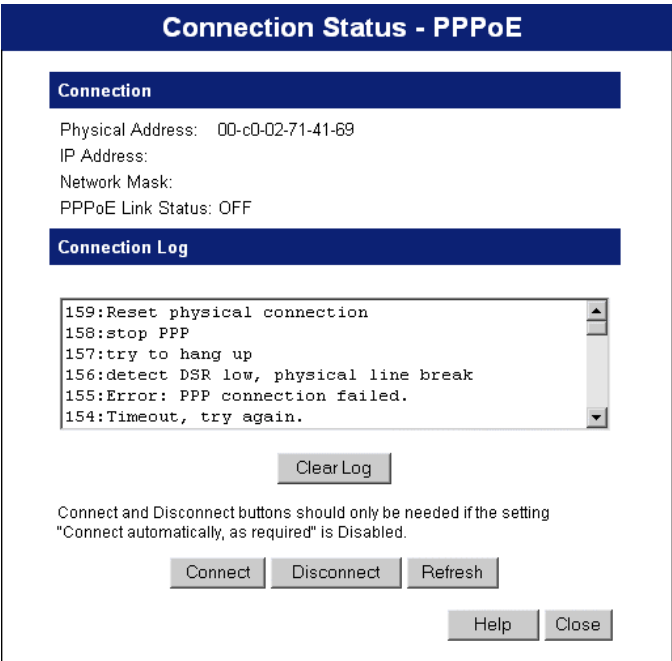 Connection Status - PPPoE
Connection
Physical Address: 00-c0-02-71-41-69
IP Address:
Network Mask:
PPPoE Link Status: OFF
Connection Log
159:Reset physical connection
158:stop PPP
157:try to hang up
156:detect DSR low, physical line break
155:Error: PPP connection failed.
154:Timeout, try again.
Clear Log
Connect and Disconnect buttons should only be needed if the setting
"Connect automatically, as required" is Disabled.
Connect Disconnect Refresh
Help Close